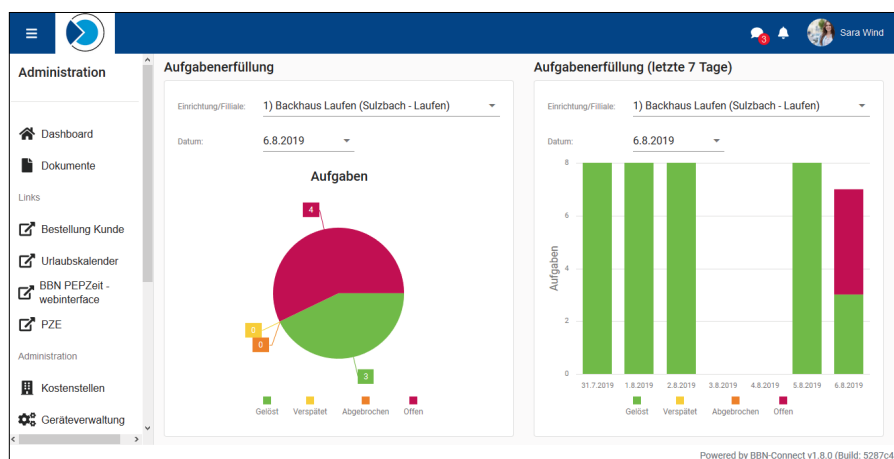 3
Sara Wind
Administration
Dashboard
Dokumente
Links
Bestellung Kunde
Urlaubskalender
BBN PEPZeit -
webinterface
PZE
Administration
Kostenstellen
Geräteverwaltung
Aufgabenerfüllung
Einrichtung/Filiale: 1) Backhaus Laufen (Sulzbach - Laufen)
Datum: 6.8.2019
Aufgaben
4
0
0
3
Gelöst Verspätet Abgebrochen Offen
Aufgabenerfüllung (letzte 7 Tage)
Einrichtung/Filiale: 1) Backhaus Laufen (Sulzbach - Laufen)
Datum: 6.8.2019
Aufgaben
8
6
4
2
0
31.7.2019 1.8.2019 2.8.2019 3.8.2019 4.8.2019 5.8.2019 6.8.2019
Gelöst Verspätet Abgebrochen Offen
Powered by BBN-Connect v1.8.0 (Build: 5287c4